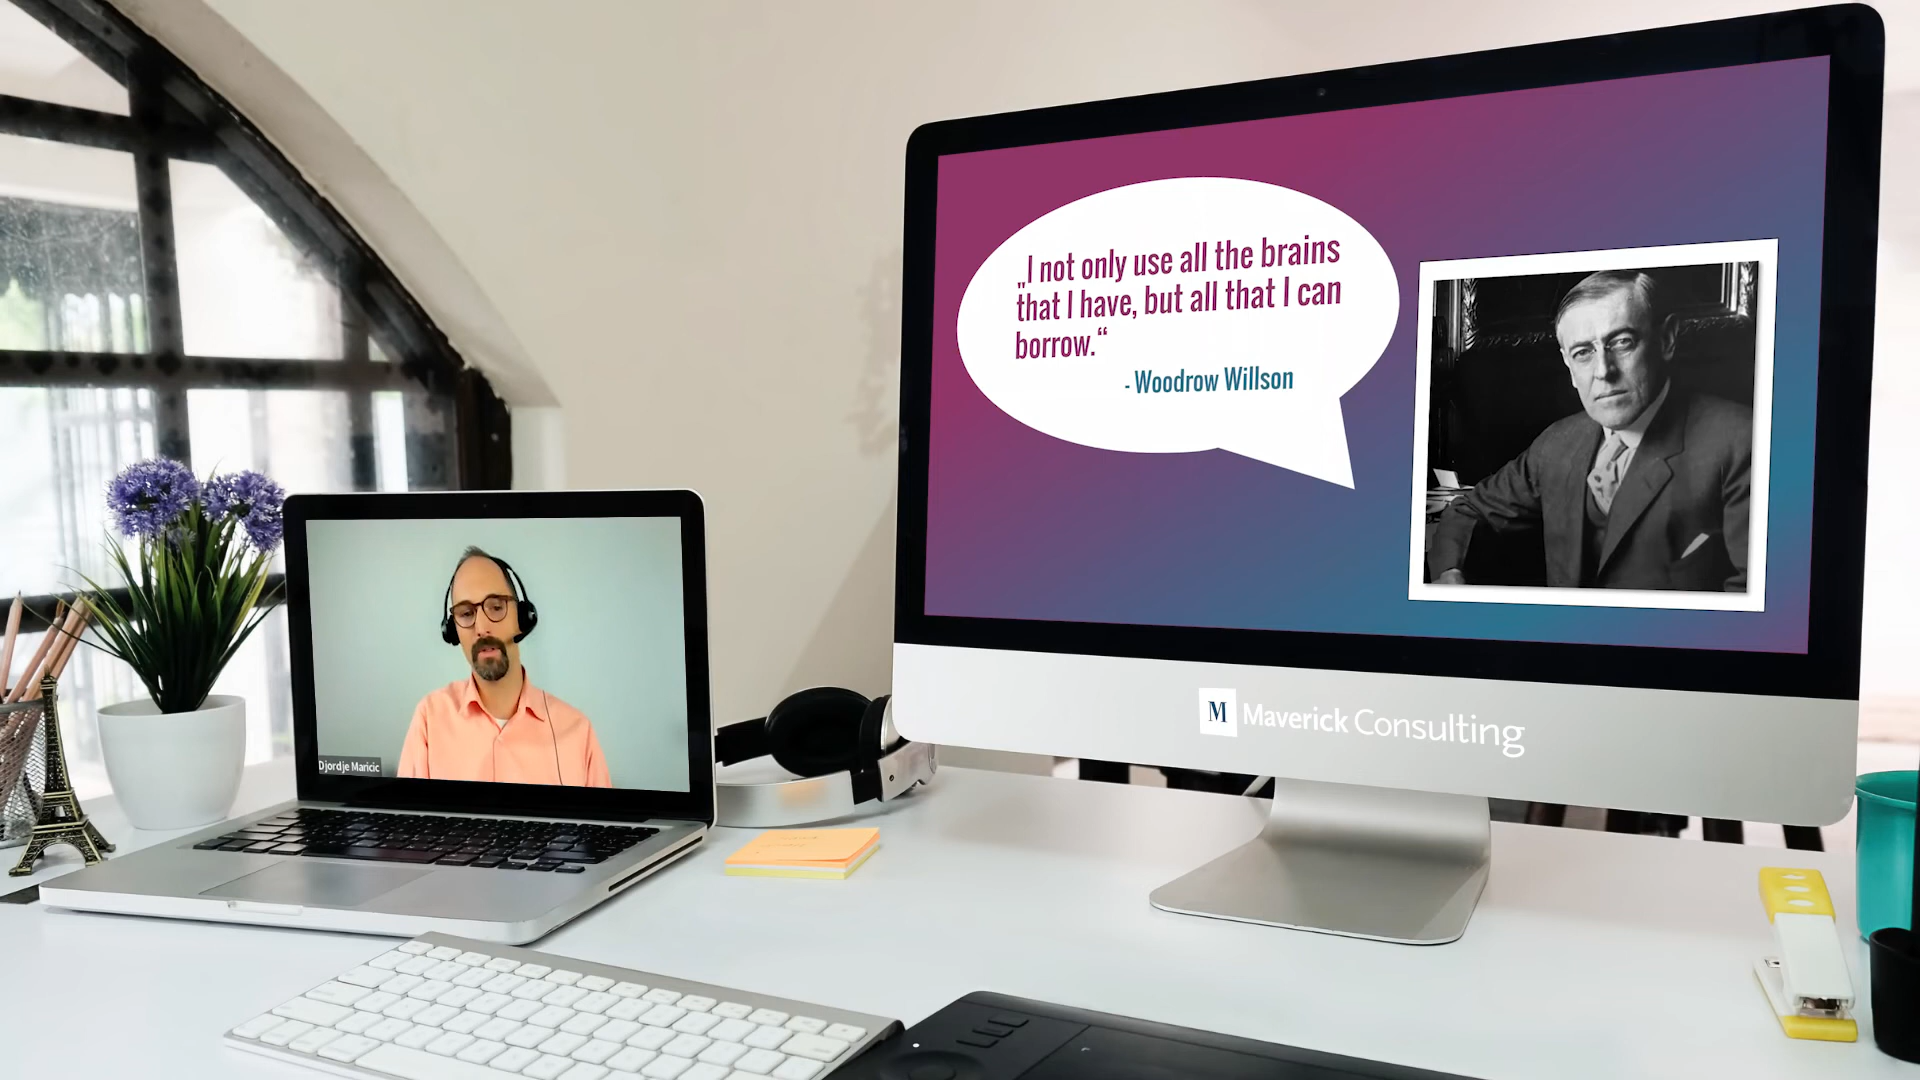 „I not only use all the brains
that I have, but all that I can
borrow.“
- Woodrow Willson
Djordje Maricic
M Maverick Consulting